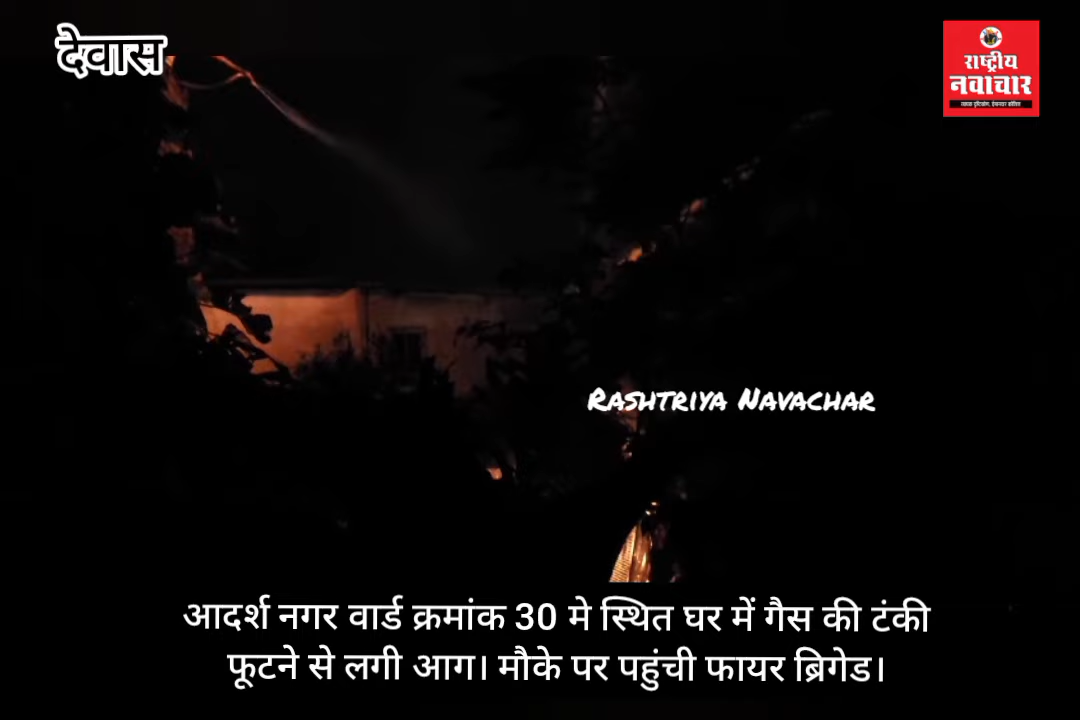 देवास
राष्ट्रीय
नवाचार
RASHTRIYA NAVACHAR
आदर्श नगर वार्ड क्रमांक 30 मे स्थित घर में गैस की टंकी
फूटने से लगी आग। मौके पर पहुंची फायर ब्रिगेड।